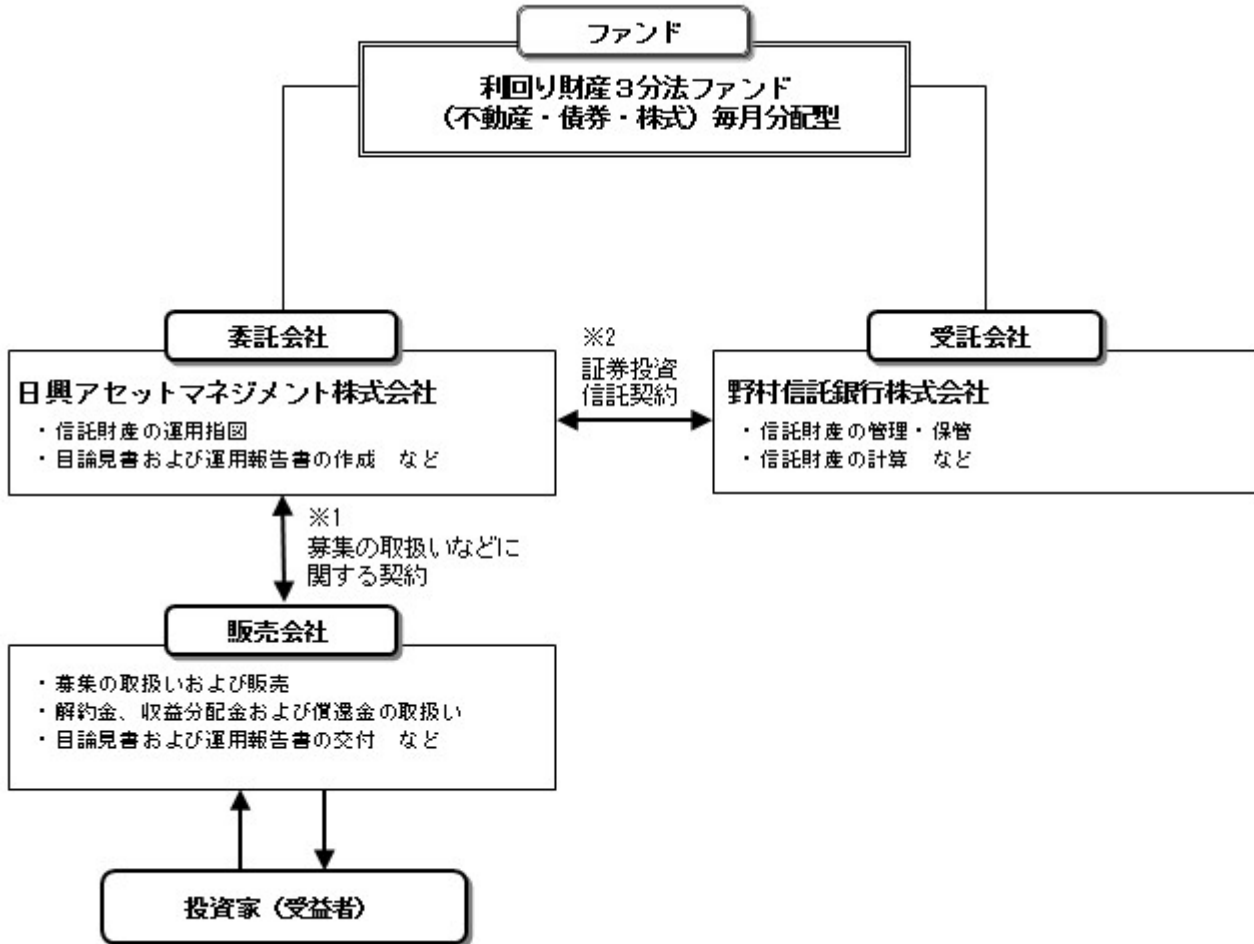 ファンド
利回り財産3分法ファンド
(不動産・債券・株式)毎月分配型
委託会社
日興アセットマネジメント株式会社
・信託財産の運用指図
・目論見書および運用報告書の作成 など
※2
証券投資
信託契約
受託会社
野村信託銀行株式会社
・信託財産の管理・保管
・信託財産の計算 など
※1
募集の取扱いなどに
関する契約
販売会社
・募集の取扱いおよび販売
・解約金、収益分配金および償還金の取扱い
・目論見書および運用報告書の交付 など
投資家(受益者)